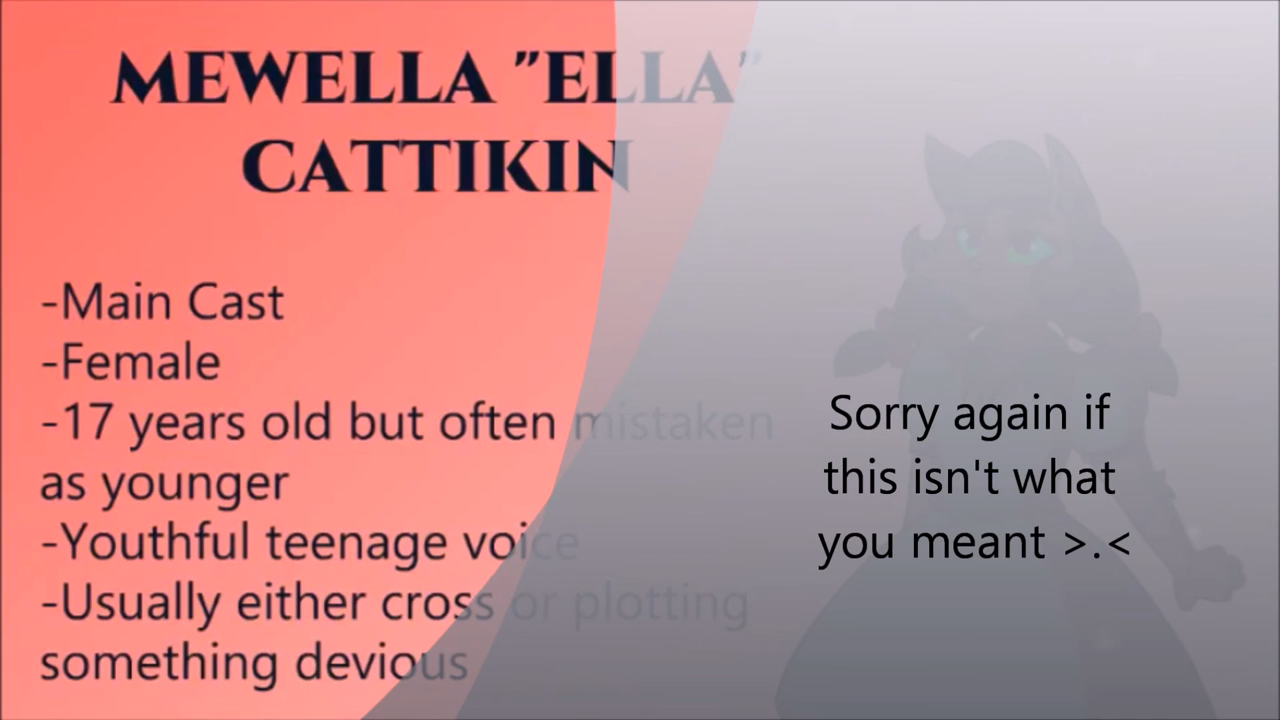 MEWELLA "ELLA"
CATTIKIN
-Main Cast
-Female
-17 years old but often mistaken
as younger
-Youthful teenage voice
-Usually either cross or plotting
something devious
Sorry again if
this isn't what
you meant >.<